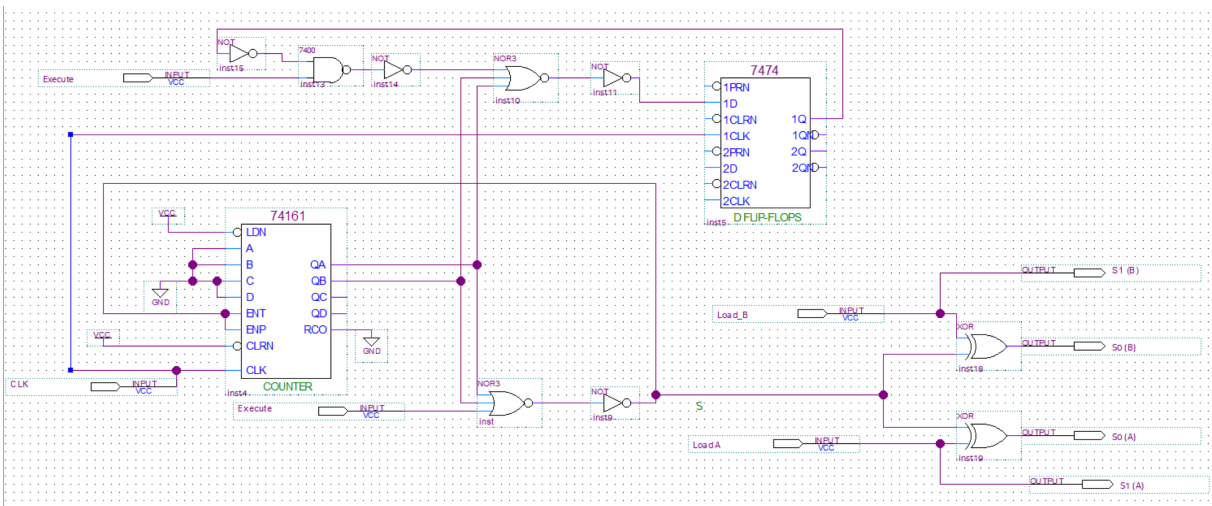 NOT
inst15
7400
inst13
NOT
inst14
NOR3
inst10
NOT
inst11
Execute
INPUT
VCC
7474
1PRN
1D
1CLRN
1CLK
2PRN
2D
2CLRN
2CLK
1Q
1QN
2Q
2QN
inst5
D FLIP-FLOPS
VCC
74161
LDN
A
B
C
D
ENT
ENP
CLRN
CLK
QA
QB
QC
QD
RCO
inst4
COUNTER
GND
VCC
GND
CLK
INPUT
VCC
Execute
INPUT
VCC
NOR3
inst
NOT
inst9
S
Load_B
INPUT
VCC
OUTPUT
S1 (B)
XOR
inst18
OUTPUT
S0 (B)
Load A
INPUT
VCC
XOR
inst19
OUTPUT
S0 (A)
OUTPUT
S1 (A)